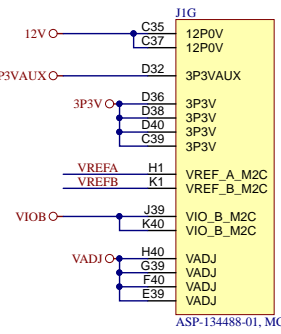 J1G
12V C35 12P0V
C37 12P0V
P3VAUX D32 3P3VAUX
3P3V D36 3P3V
D38 3P3V
D40 3P3V
C39 3P3V
VREFA H1 VREF_A_M2C
VREFB K1 VREF_B_M2C
VIOB J39 VIO_B_M2C
K40 VIO_B_M2C
VADJ H40 VADJ
G39 VADJ
F40 VADJ
E39 VADJ
ASP-134488-01, MC